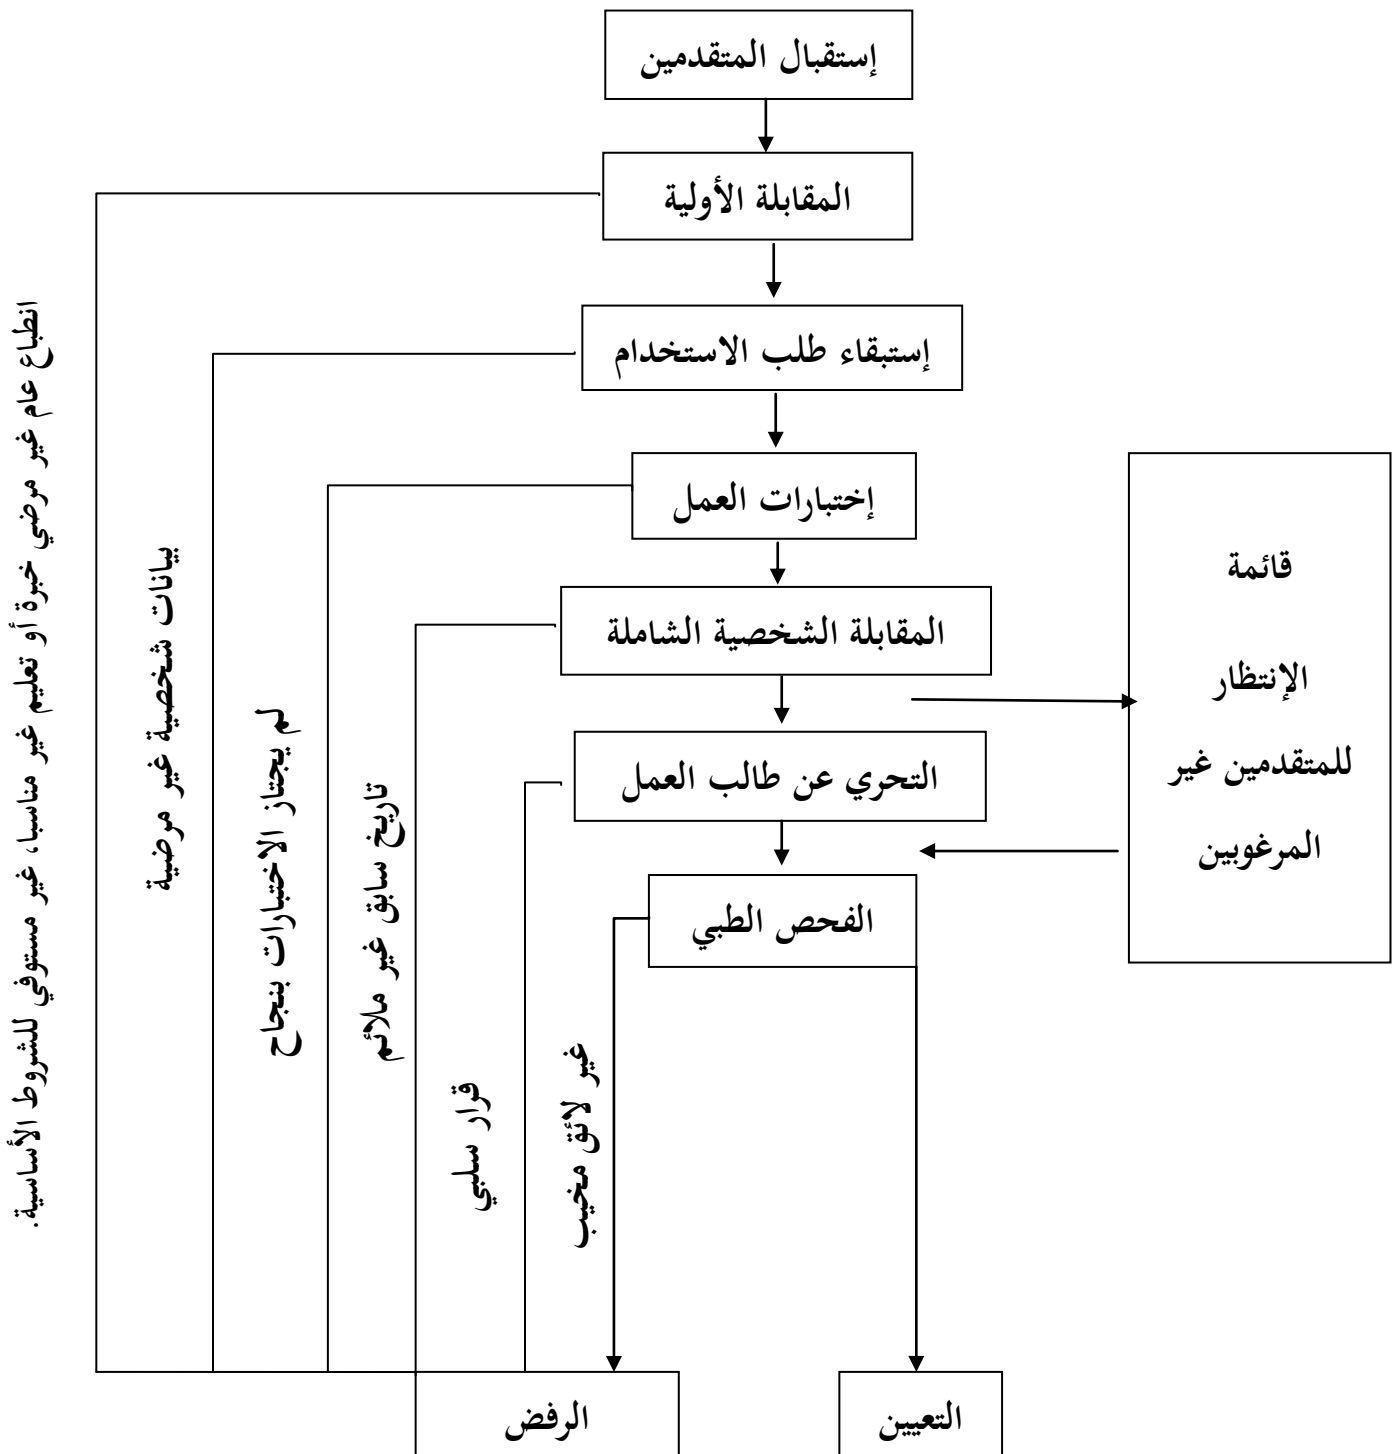 إستقبال المتقدمين
المقابلة الأولية
إستبقاء طلب الاستخدام
إختبارات العمل
المقابلة الشخصية الشاملة
التحري عن طالب العمل
الفحص الطبي
قائمة
الإنتظار
للمتقدمين غير
المرغوبين
انطباع عام غير مرضي خبرة أو تعليم غير مناسبا، غير مستوفي للشروط الأساسية.
بيانات شخصية غير مرضية
لم يجتاز الاختبارات بنجاح
تاريخ سابق غير ملائم
قرار سلبي
غير لائق مخيب
الرفض
التعيين